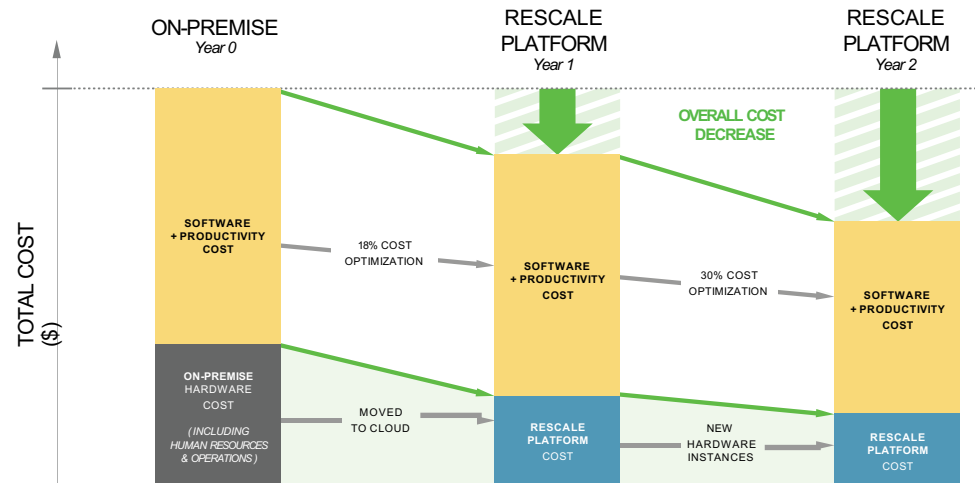 ON-PREMISE
Year 0
RESCALE
PLATFORM
Year 1
RESCALE
PLATFORM
Year 2
OVERALL COST
DECREASE
TOTAL COST
($)
SOFTWARE
+ PRODUCTIVITY
COST
18% COST
OPTIMIZATION
SOFTWARE
+ PRODUCTIVITY
COST
30% COST
OPTIMIZATION
SOFTWARE
+ PRODUCTIVITY
COST
ON-PREMISE
HARDWARE
COST
( INCLUDING
HUMAN RESOURCES
& OPERATIONS )
MOVED
TO CLOUD
RESCALE
PLATFORM
COST
NEW
HARDWARE
INSTANCES
RESCALE
PLATFORM
COST